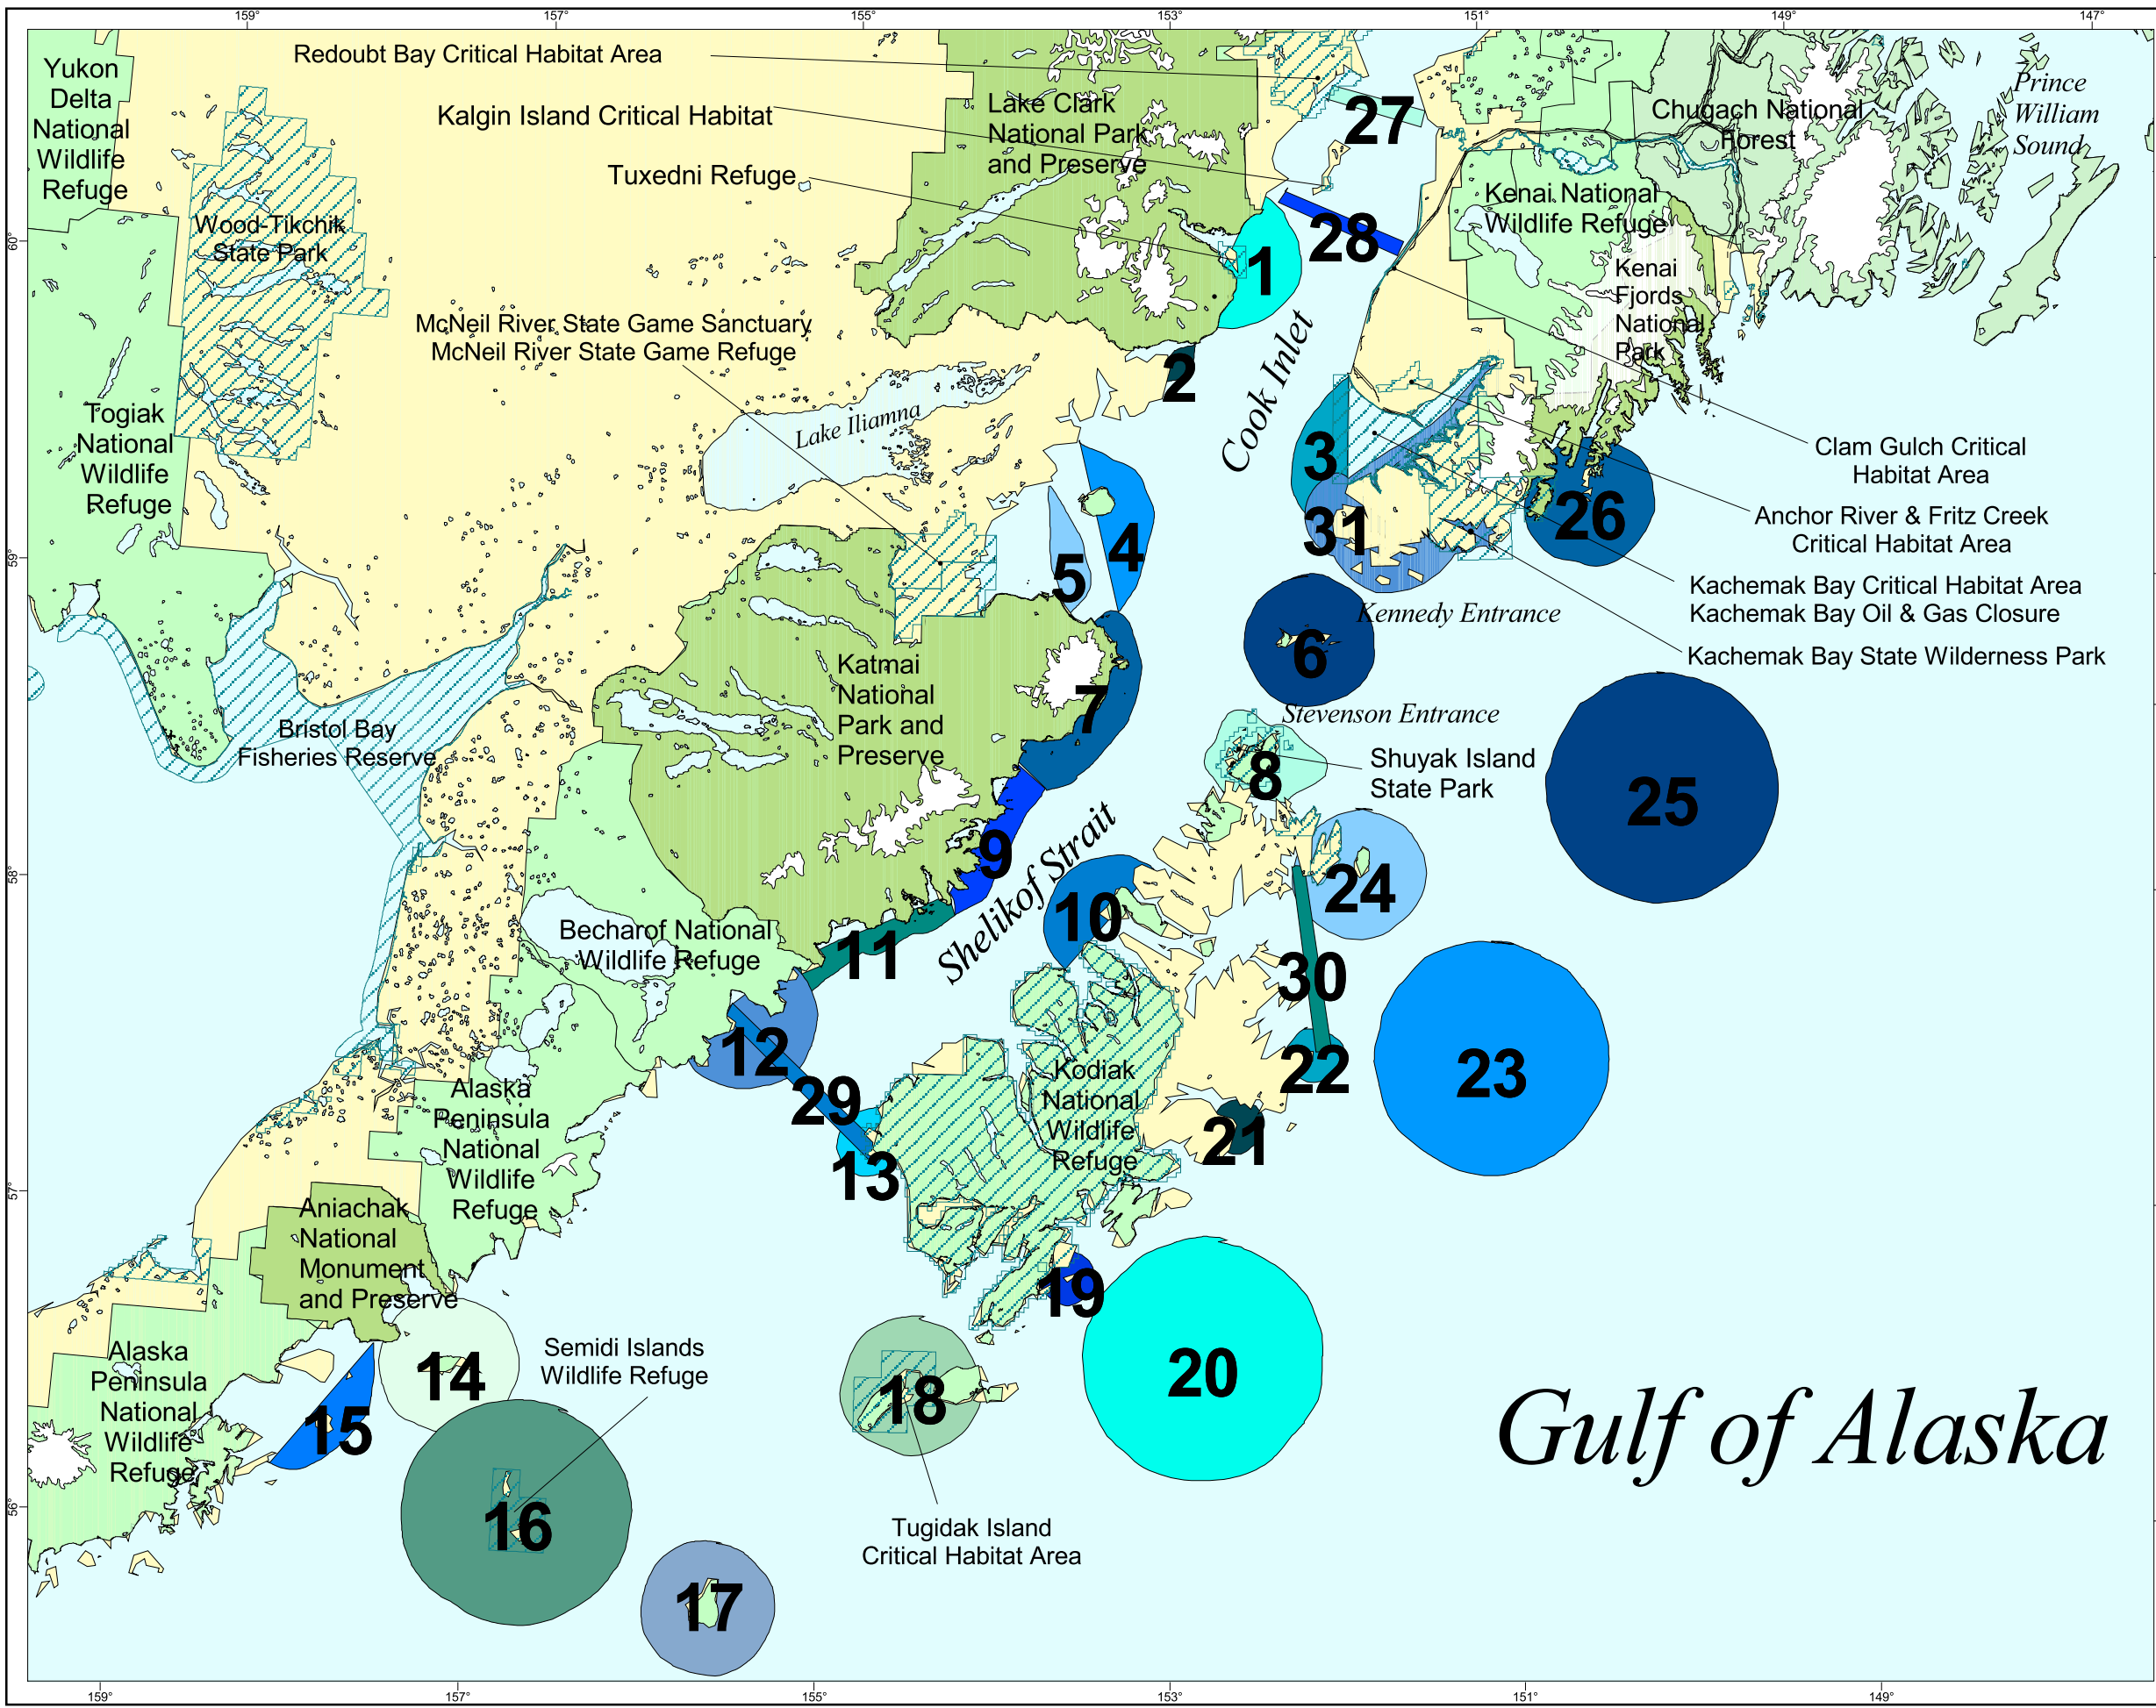 159°
157°
155°
153°
151°
149°
147°
Redoubt Bay Critical Habitat Area
Yukon
Delta
National
Wildlife
Refuge
Kalgin Island Critical Habitat
Lake Clark
National Park
and Preserve
27
Chugach National
Forest
Prince
William
Sound
Tuxedni Refuge
Wood-Tikchik
State Park
Kenai National
Wildlife Refuge
60°
1
28
Kenai
Fjords
National
Park
McNeil River State Game Sanctuary
McNeil River State Game Refuge
2
Cook Inlet
Togiak
National
Wildlife
Refuge
Lake Iliamna
3
Clam Gulch Critical
Habitat Area
4
31
26
Anchor River & Fritz Creek
Critical Habitat Area
59°
5
Kachemak Bay Critical Habitat Area
Kachemak Bay Oil & Gas Closure
Kennedy Entrance
6
Kachemak Bay State Wilderness Park
Katmai
National
Park and
Preserve
7
Stevenson Entrance
Bristol Bay
Fisheries Reserve
8
Shuyak Island
State Park
25
9
Shelikof Strait
58°
10
24
Becharof National
Wildlife Refuge
11
30
12
29
22
23
Alaska
Peninsula
National
Wildlife
Refuge
Kodiak
National
Wildlife
Refuge
21
13
57°
Aniachak
National
Monument
and Preserve
19
Alaska
Peninsula
National
Wildlife
Refuge
14
Semidi Islands
Wildlife Refuge
18
20
15
Gulf of Alaska
56°
16
Tugidak Island
Critical Habitat Area
17
159°
157°
155°
153°
151°
149°